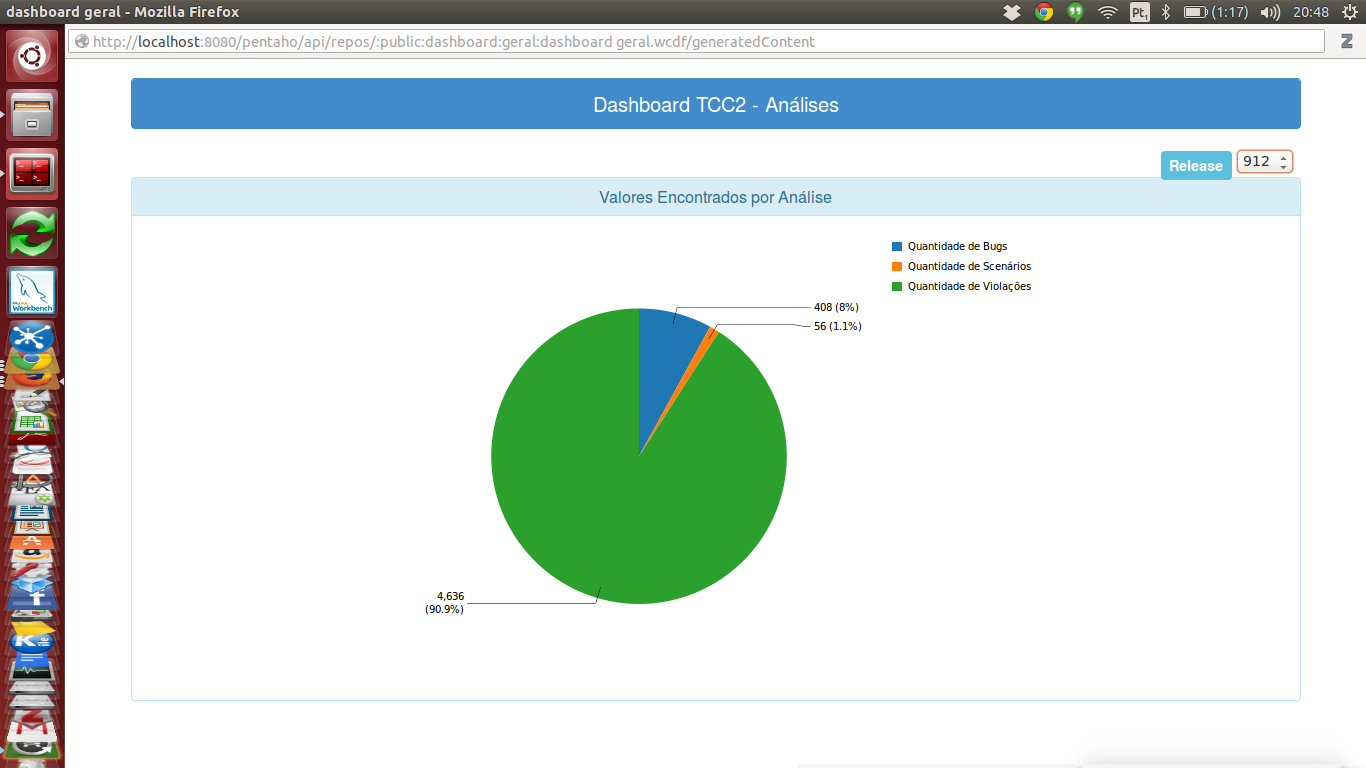 dashboard geral - Mozilla Firefox
Pt1
(1:17)
20:48
http://localhost:8080/pentaho/api/repos/:public:dashboard:geral:dashboard geral.wcdf/generatedContent
Dashboard TCC2 - Análises
Release
912
Valores Encontrados por Análise
Quantidade de Bugs
Quantidade de Scenários
Quantidade de Violações
408 (8%)
56 (1.1%)
4,636
(90.9%)
Workbench